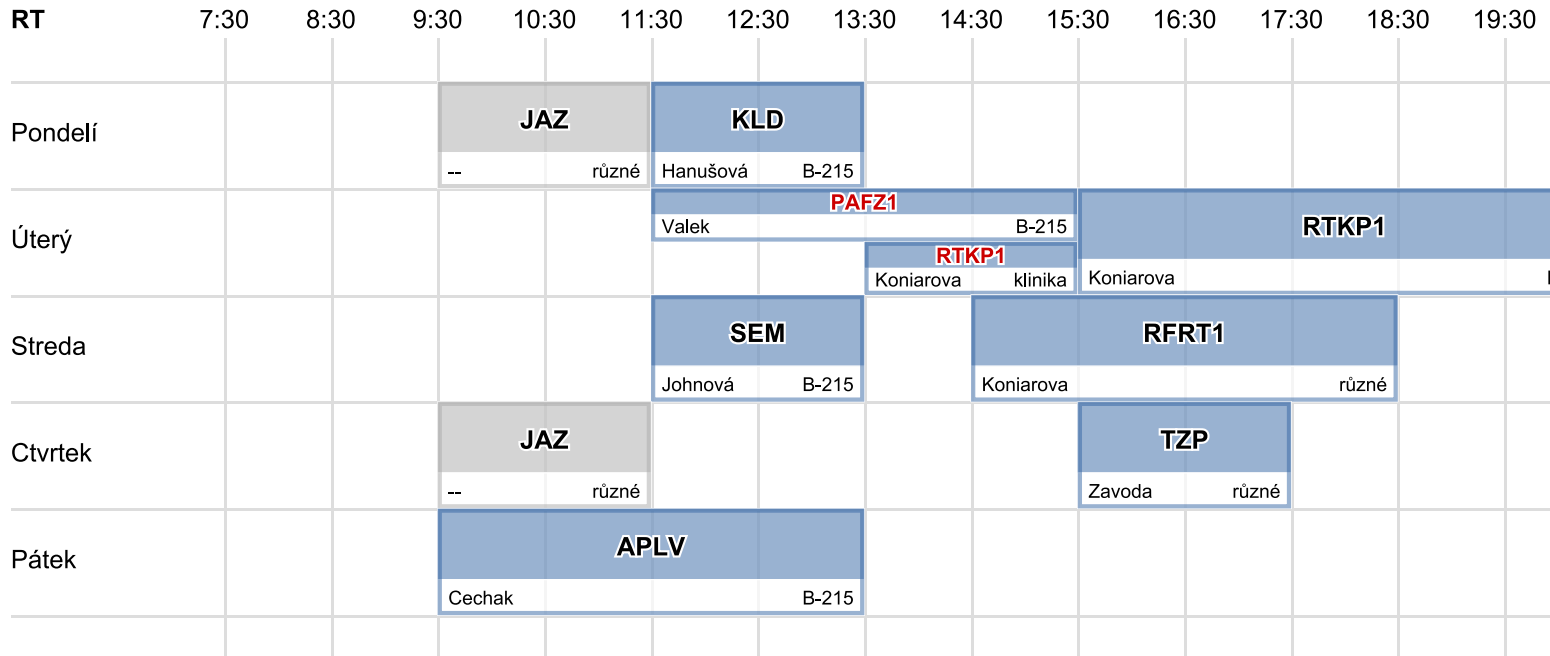 RT 7:30 8:30 9:30 10:30 11:30 12:30 13:30 14:30 15:30 16:30 17:30 18:30 19:30
Pondelí
JAZ
-- různé
KLD
Hanušová B-215
Úterý
PAFZ1
Valek B-215
RTKP1
Koniarova klinika
RTKP1
Koniarova
Streda
SEM
Johnová B-215
RFRT1
Koniarova různé
Ctvrtek
JAZ
-- různé
TZP
Zavoda různé
Pátek
APLV
Cechak B-215